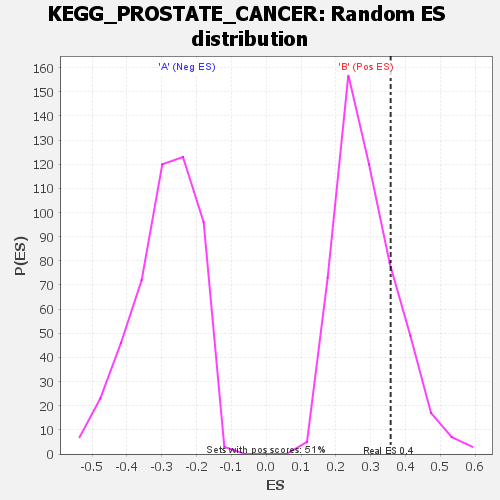 KEGG_PROSTATE_CANCER: Random ES
distribution
'A' (Neg ES)
'B' (Pos ES)
160
150
140
130
120
110
100
90
80
70
60
50
40
30
20
10
0
P(ES)
Sets with pos scores: 51%
Real ES 0.4
-0.5 -0.4 -0.3 -0.2 -0.1 0.0 0.1 0.2 0.3 0.4 0.5 0.6
ES